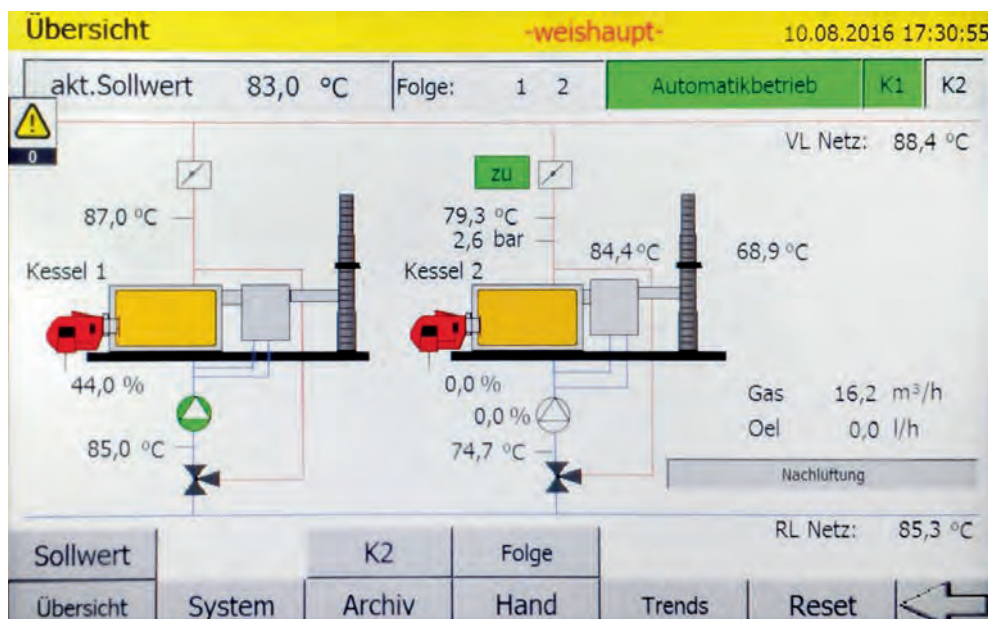 Übersicht -weishaupt- 10.08.2016 17:30:55
akt.Sollwert 83,0 °C Folge: 1 2 Automatikbetrieb K1 K2
0
VL Netz: 88,4 °C
zu
87,0 °C 79,3 °C
2,6 bar
84,4°C 68,9 °C
Kessel 1 Kessel 2
44,0 % 0,0 %
Gas 16,2 m³/h
0,0 %
Oel 0,0 l/h
85,0 °C 74,7 °C
Nachlüftung
RL Netz: 85,3 °C
Sollwert K2 Folge
Übersicht System Archiv Hand Trends Reset